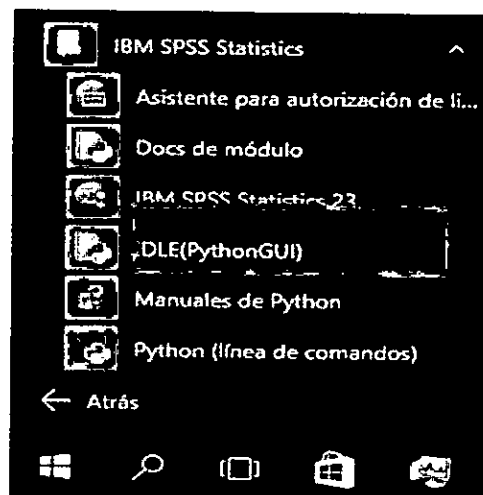 IBM SPSS Statistics
Asistente para autorización de li...
Docs de módulo
IBM SPSS Statistics 23
IDLE(PythonGUI)
Manuales de Python
Python (línea de comandos)
Atrás